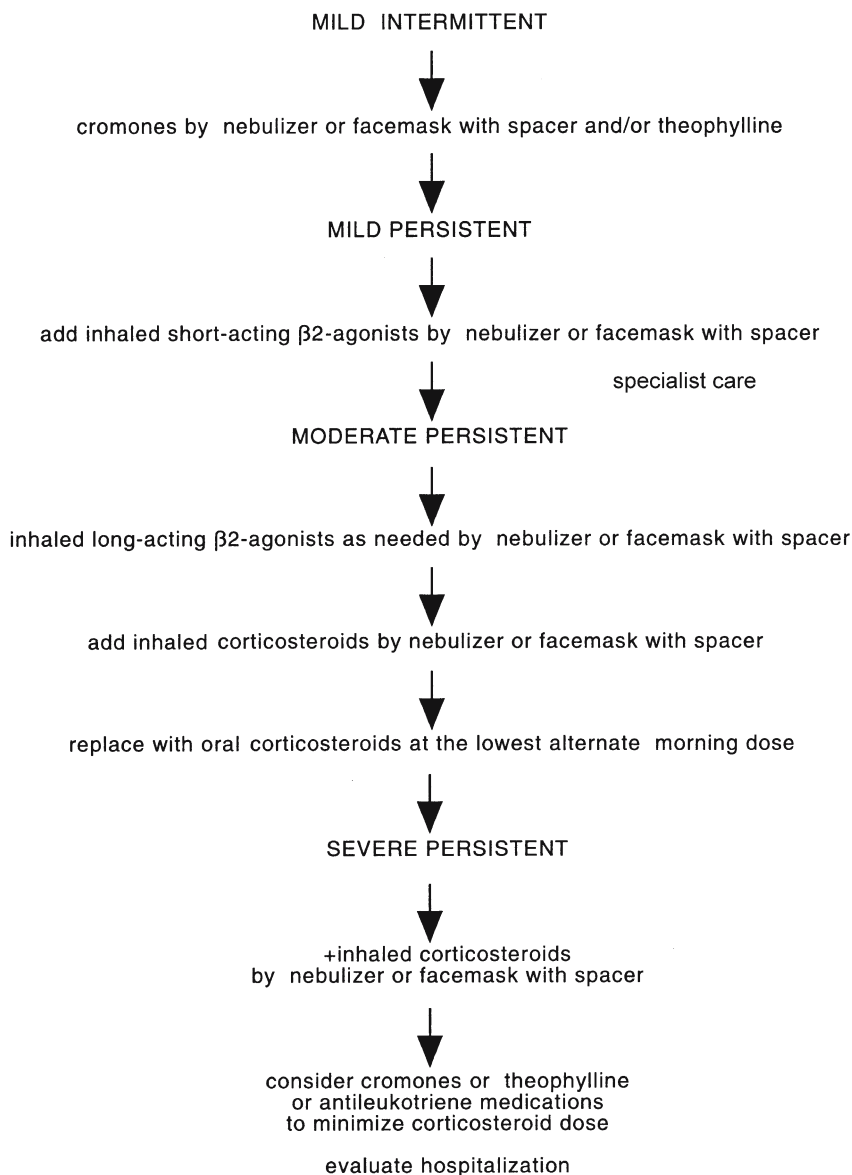 MILD INTERMITTENT
cromones by nebulizer or facemask with spacer and/or theophylline
MILD PERSISTENT
add inhaled short-acting β2-agonists by nebulizer or facemask with spacer
specialist care
MODERATE PERSISTENT
inhaled long-acting β2-agonists as needed by nebulizer or facemask with spacer
add inhaled corticosteroids by nebulizer or facemask with spacer
replace with oral corticosteroids at the lowest alternate morning dose
SEVERE PERSISTENT
+inhaled corticosteroids
by nebulizer or facemask with spacer
consider cromones or theophylline
or antileukotriene medications
to minimize corticosteroid dose
evaluate hospitalization